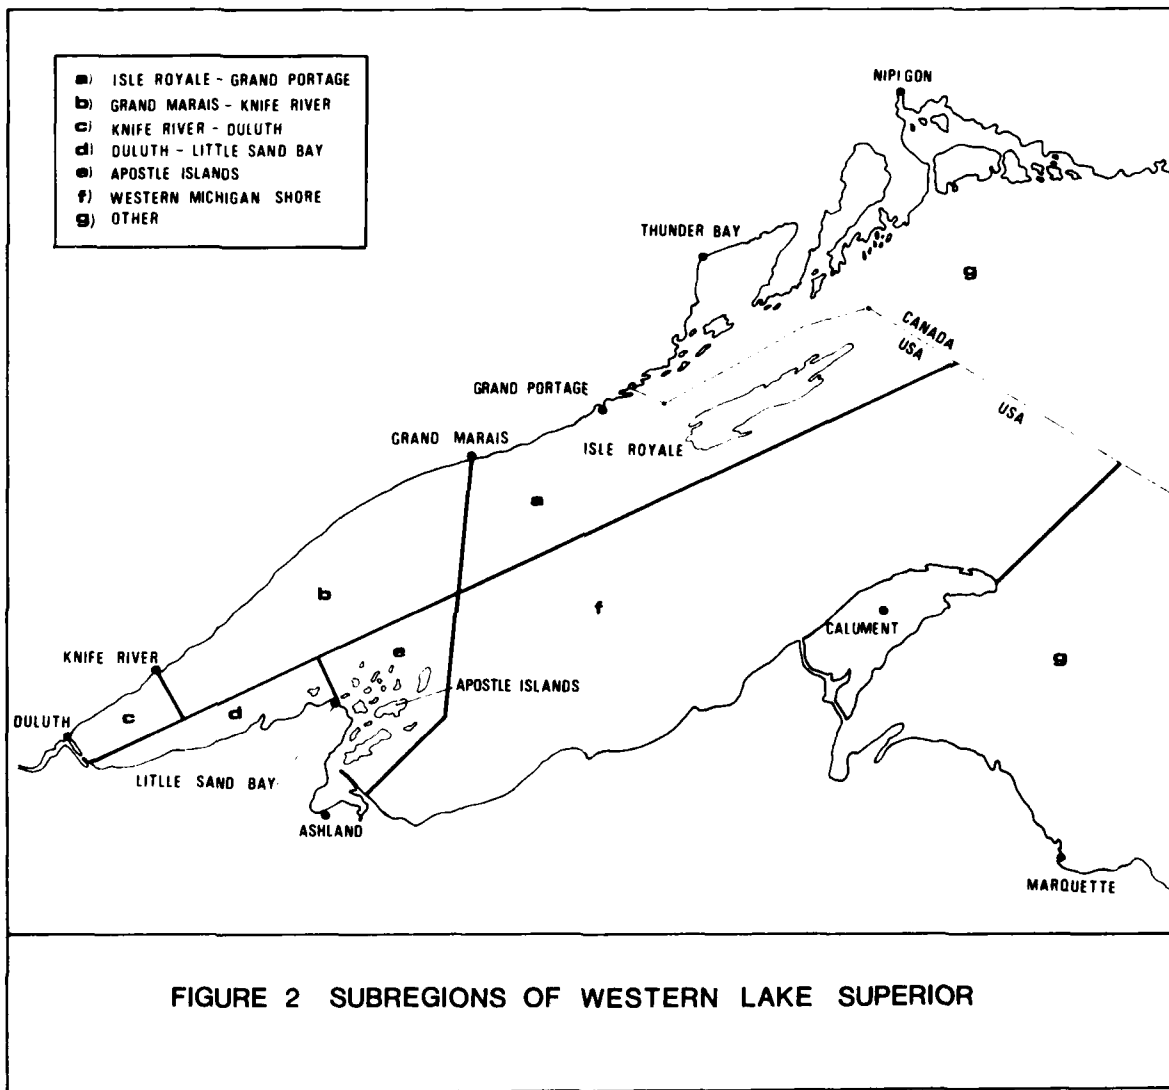 a) ISLE ROYALE - GRAND PORTAGE
b) GRAND MARAIS - KNIFE RIVER
c) KNIFE RIVER - DULUTH
d) DULUTH - LITTLE SAND BAY
e) APOSTLE ISLANDS
f) WESTERN MICHIGAN SHORE
g) OTHER
NIPIGON
THUNDER BAY
g
CANADA
USA
GRAND PORTAGE
USA
GRAND MARAIS
ISLE ROYALE
a
b
f
CALUMENT
KNIFE RIVER
e
g
APOSTLE ISLANDS
c
d
DULUTH
LITLLE SAND BAY
ASHLAND
MARQUETTE
FIGURE 2 SUBREGIONS OF WESTERN LAKE SUPERIOR